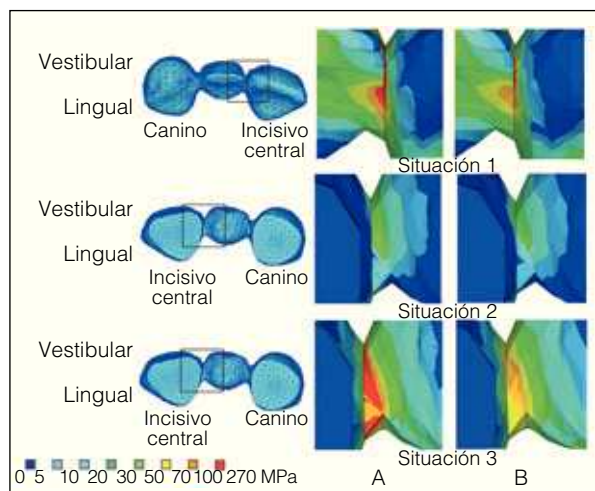 Vestibular
Lingual
Canino
Incisivo
central
Situación 1
Vestibular
Lingual
Incisivo
central
Canino
Situación 2
Vestibular
Lingual
Incisivo
central
Canino
Situación 3
0 5 10 20 30 50 70 100 270 MPa
A
B